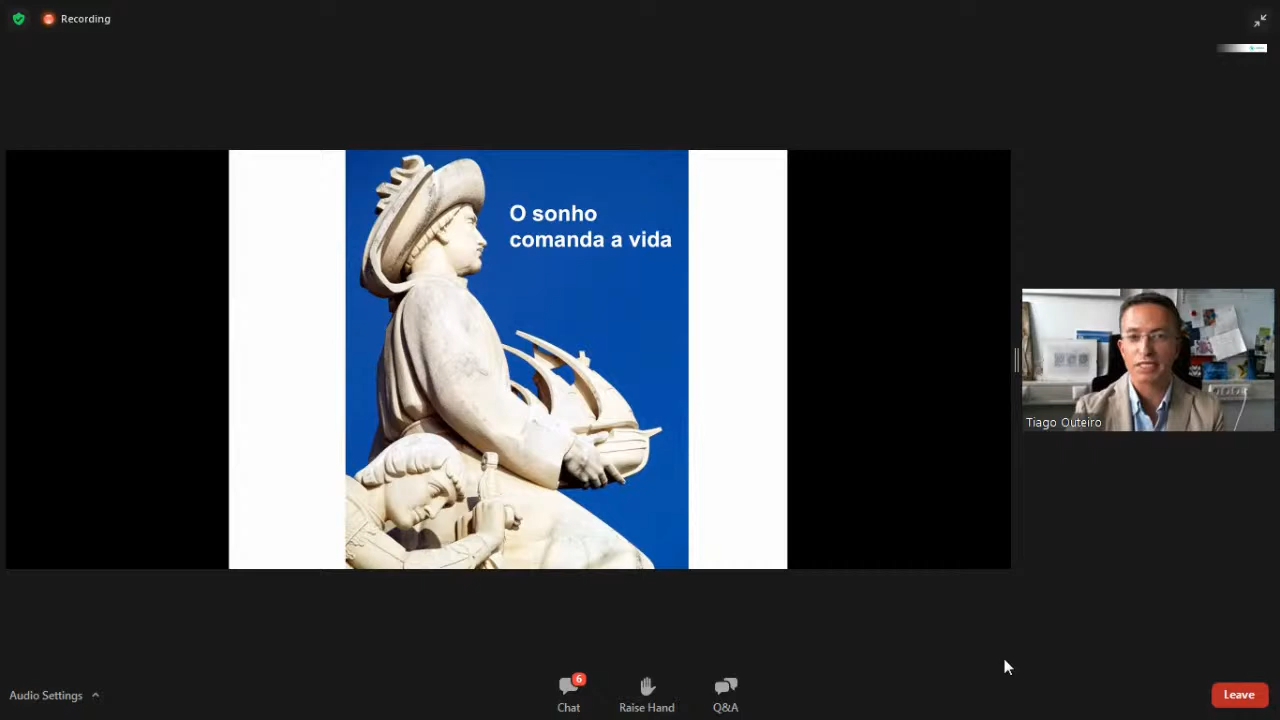 Recording
O sonho
comanda a vida
Tiago Outeiro
Audio Settings
6
Chat
Raise Hand
Q&A
Leave